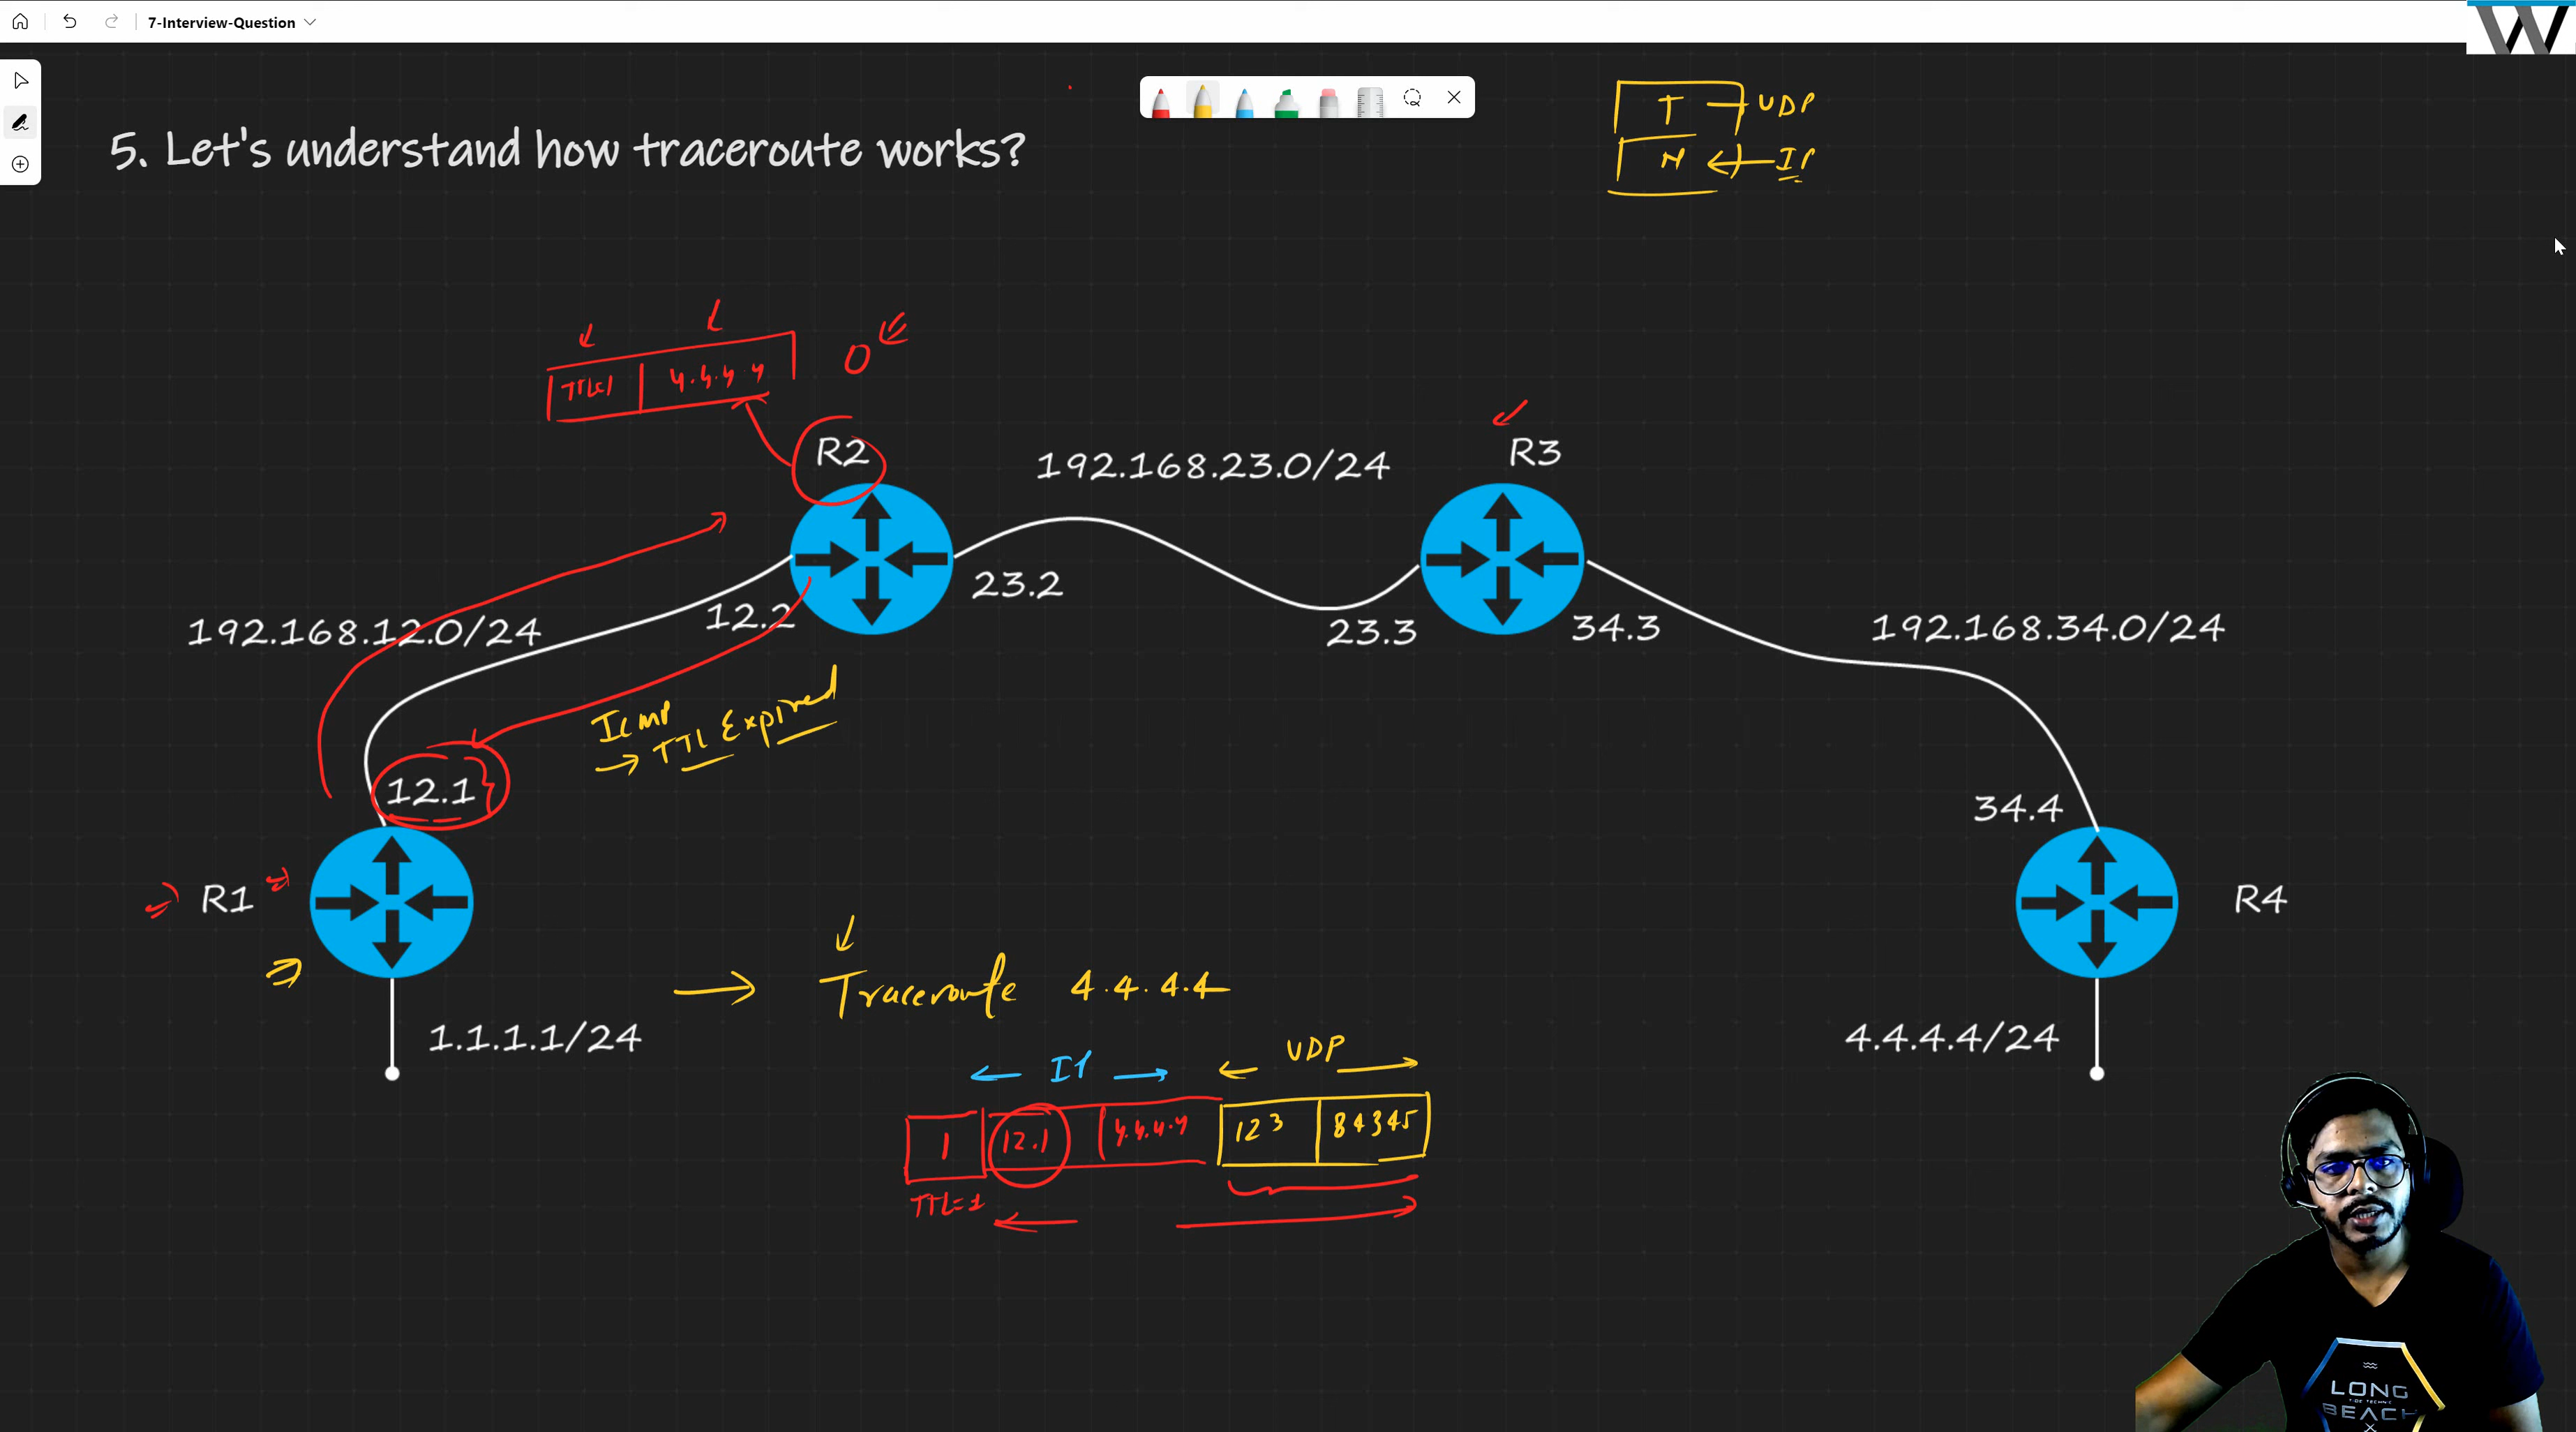 7-Interview-Question
W
5. Let's understand how traceroute works?
T UDP
N IP
TTL=1 4.4.4.4 0
R2
192.168.23.0/24
R3
192.168.12.0/24
12.2
23.2
23.3
34.3
192.168.34.0/24
ICMP
TTL Expired
12.1
34.4
R1
R4
Traceroute 4.4.4.4
1.1.1.1/24
4.4.4.4/24
IP UDP
1 12.1 4.4.4.4 123 84345
TTL=1
LONG
BEACH